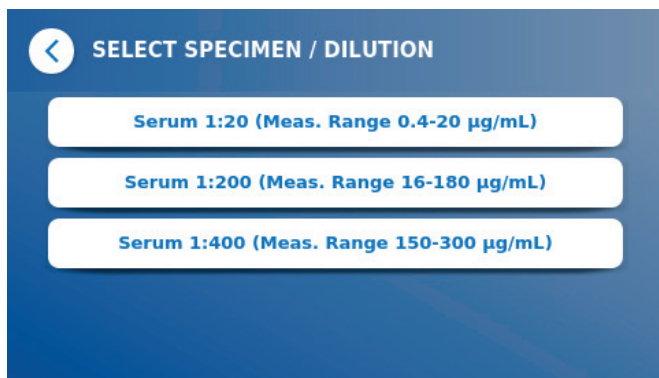 SELECT SPECIMEN / DILUTION
Serum 1:20 (Meas. Range 0.4-20 µg/mL)
Serum 1:200 (Meas. Range 16-180 µg/mL)
Serum 1:400 (Meas. Range 150-300 µg/mL)